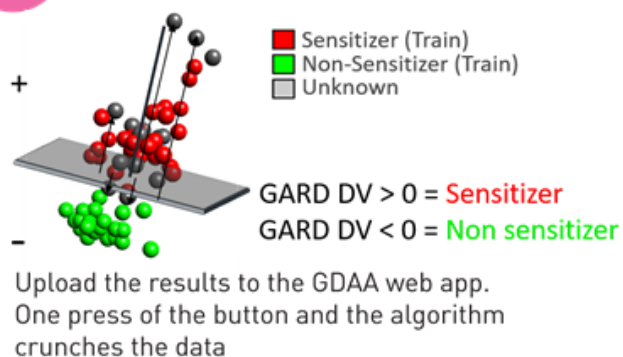 +
Sensitizer (Train)
Non-Sensitizer (Train)
Unknown
GARD DV > 0 = Sensitizer
GARD DV < 0 = Non sensitizer
-
Upload the results to the GDAA web app.
One press of the button and the algorithm
crunches the data